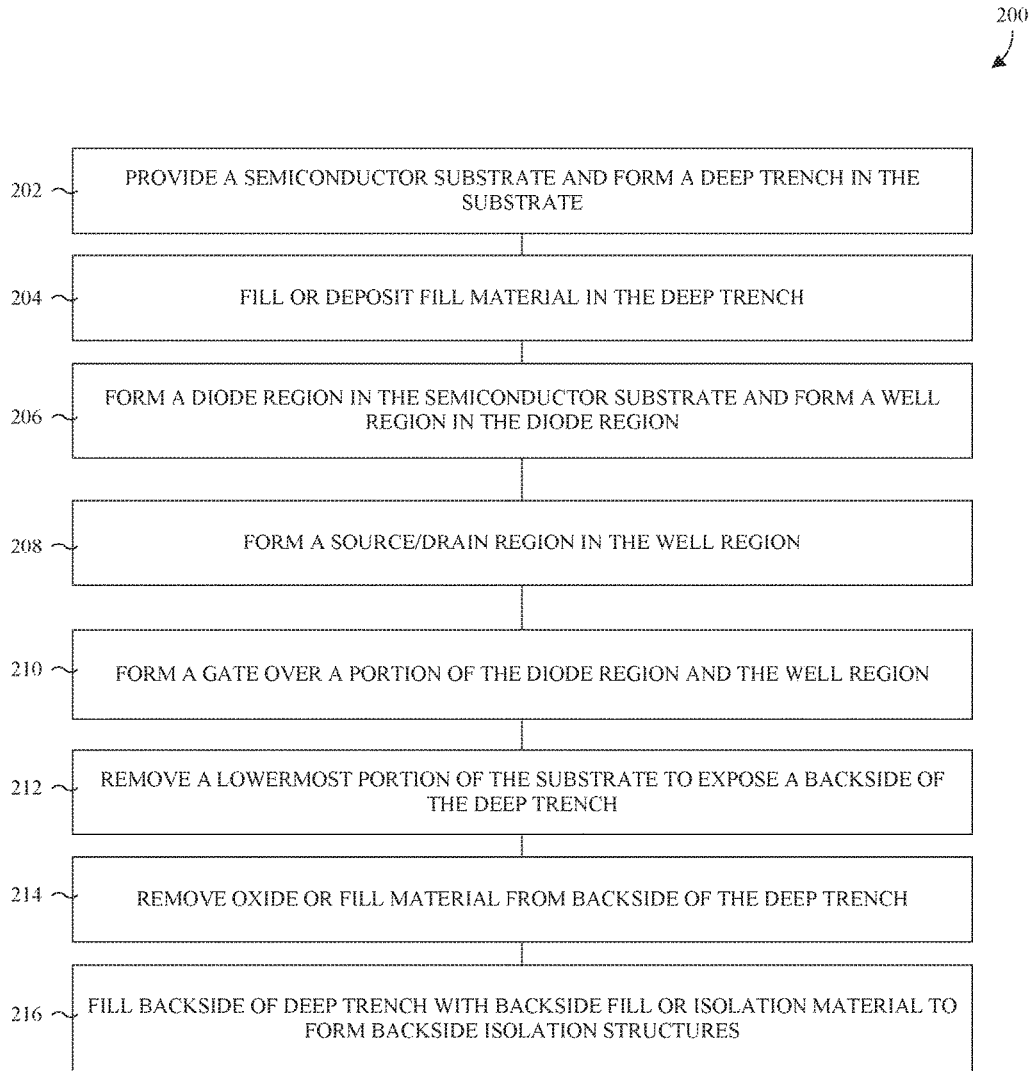 200
202
PROVIDE A SEMICONDUCTOR SUBSTRATE AND FORM A DEEP TRENCH IN THE
SUBSTRATE
204
FILL OR DEPOSIT FILL MATERIAL IN THE DEEP TRENCH
206
FORM A DIODE REGION IN THE SEMICONDUCTOR SUBSTRATE AND FORM A WELL
REGION IN THE DIODE REGION
208
FORM A SOURCE/DRAIN REGION IN THE WELL REGION
210
FORM A GATE OVER A PORTION OF THE DIODE REGION AND THE WELL REGION
212
REMOVE A LOWERMOST PORTION OF THE SUBSTRATE TO EXPOSE A BACKSIDE OF
THE DEEP TRENCH
214
REMOVE OXIDE OR FILL MATERIAL FROM BACKSIDE OF THE DEEP TRENCH
216
FILL BACKSIDE OF DEEP TRENCH WITH BACKSIDE FILL OR ISOLATION MATERIAL TO
FORM BACKSIDE ISOLATION STRUCTURES